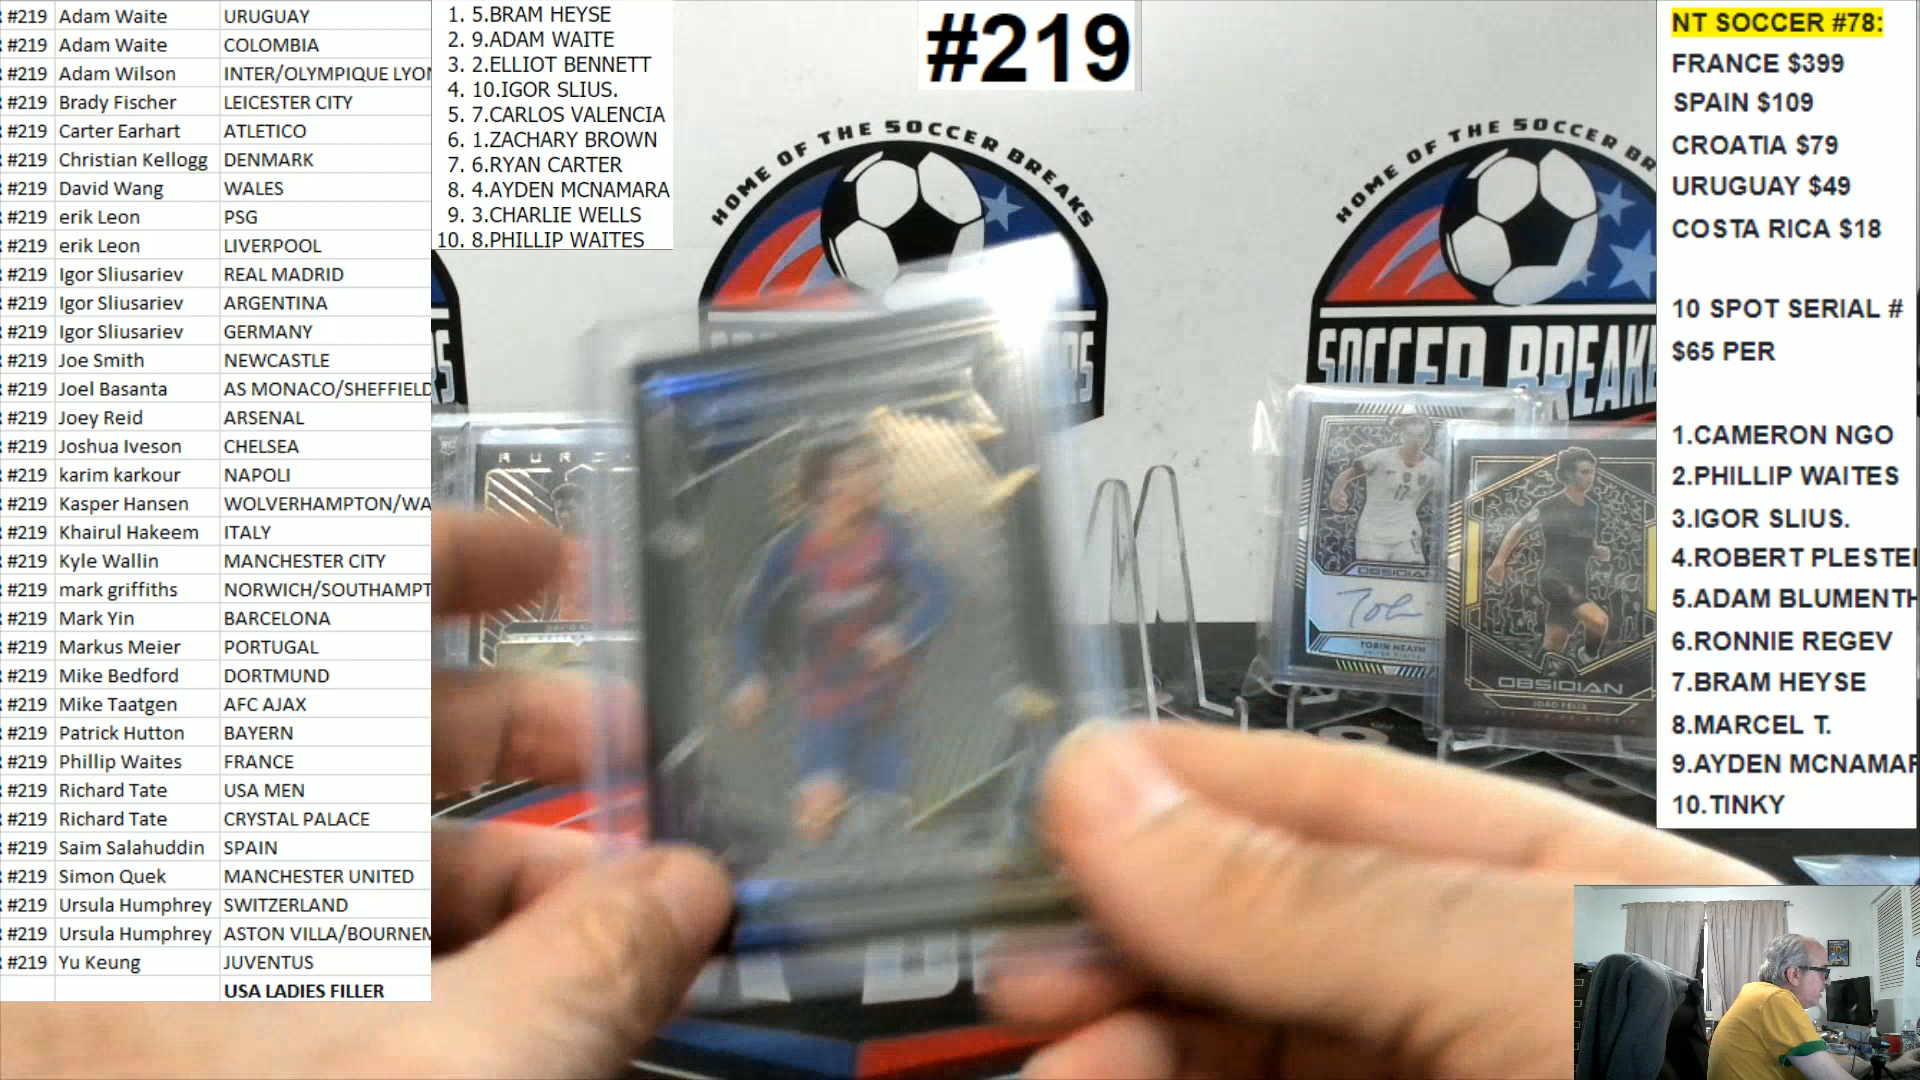 #219 Adam Waite URUGUAY
#219 Adam Waite COLOMBIA
#219 Adam Wilson INTER/OLYMPIQUE LYO
#219 Brady Fischer LEICESTER CITY
#219 Carter Earhart ATLETICO
#219 Christian Kellogg DENMARK
#219 David Wang WALES
#219 erik Leon PSG
#219 erik Leon LIVERPOOL
#219 Igor Sliusariev REAL MADRID
#219 Igor Sliusariev ARGENTINA
#219 Igor Sliusariev GERMANY
#219 Joe Smith NEWCASTLE
#219 Joel Basanta AS MONACO/SHEFFIELD
#219 Joey Reid ARSENAL
#219 Joshua Iveson CHELSEA
#219 karim karkour NAPOLI
#219 Kasper Hansen WOLVERHAMPTON/WA
#219 Khairul Hakeem ITALY
#219 Kyle Wallin MANCHESTER CITY
#219 mark griffiths NORWICH/SOUTHAMPT
#219 Mark Yin BARCELONA
#219 Markus Meier PORTUGAL
#219 Mike Bedford DORTMUND
#219 Mike Taatgen AFC AJAX
#219 Patrick Hutton BAYERN
#219 Phillip Waites FRANCE
#219 Richard Tate USA MEN
#219 Richard Tate CRYSTAL PALACE
#219 Saim Salahuddin SPAIN
#219 Simon Quek MANCHESTER UNITED
#219 Ursula Humphrey SWITZERLAND
#219 Ursula Humphrey ASTON VILLA/BOURNEM
#219 Yu Keung JUVENTUS
USA LADIES FILLER
1. 5.BRAM HEYSE
2. 9.ADAM WAITE
3. 2.ELLIOT BENNETT
4. 10.IGOR SLIUS.
5. 7.CARLOS VALENCIA
6. 1.ZACHARY BROWN
7. 6.RYAN CARTER
8. 4.AYDEN MCNAMARA
9. 3.CHARLIE WELLS
10. 8.PHILLIP WAITES
#219
HOME OF THE SOCCER BREAKS
HOME OF THE SOCCER BR
SOCCER BREAK
OBSIDIAN
TOBIN HEATH
OBSIDIAN
JOÃO FÉLIX
NT SOCCER #78:
FRANCE $399
SPAIN $109
CROATIA $79
URUGUAY $49
COSTA RICA $18
10 SPOT SERIAL #
$65 PER
1.CAMERON NGO
2.PHILLIP WAITES
3.IGOR SLIUS.
4.ROBERT PLESTE
5.ADAM BLUMENTH
6.RONNIE REGEV
7.BRAM HEYSE
8.MARCEL T.
9.AYDEN MCNAMAR
10.TINKY